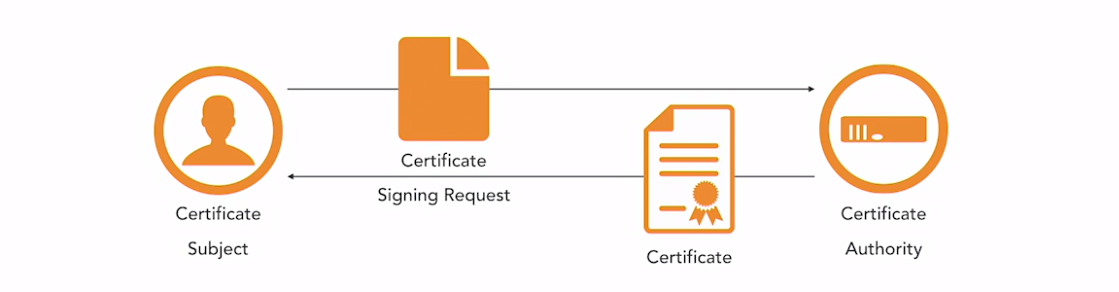 Certificate
Signing Request
Certificate
Subject
Certificate
Certificate
Authority